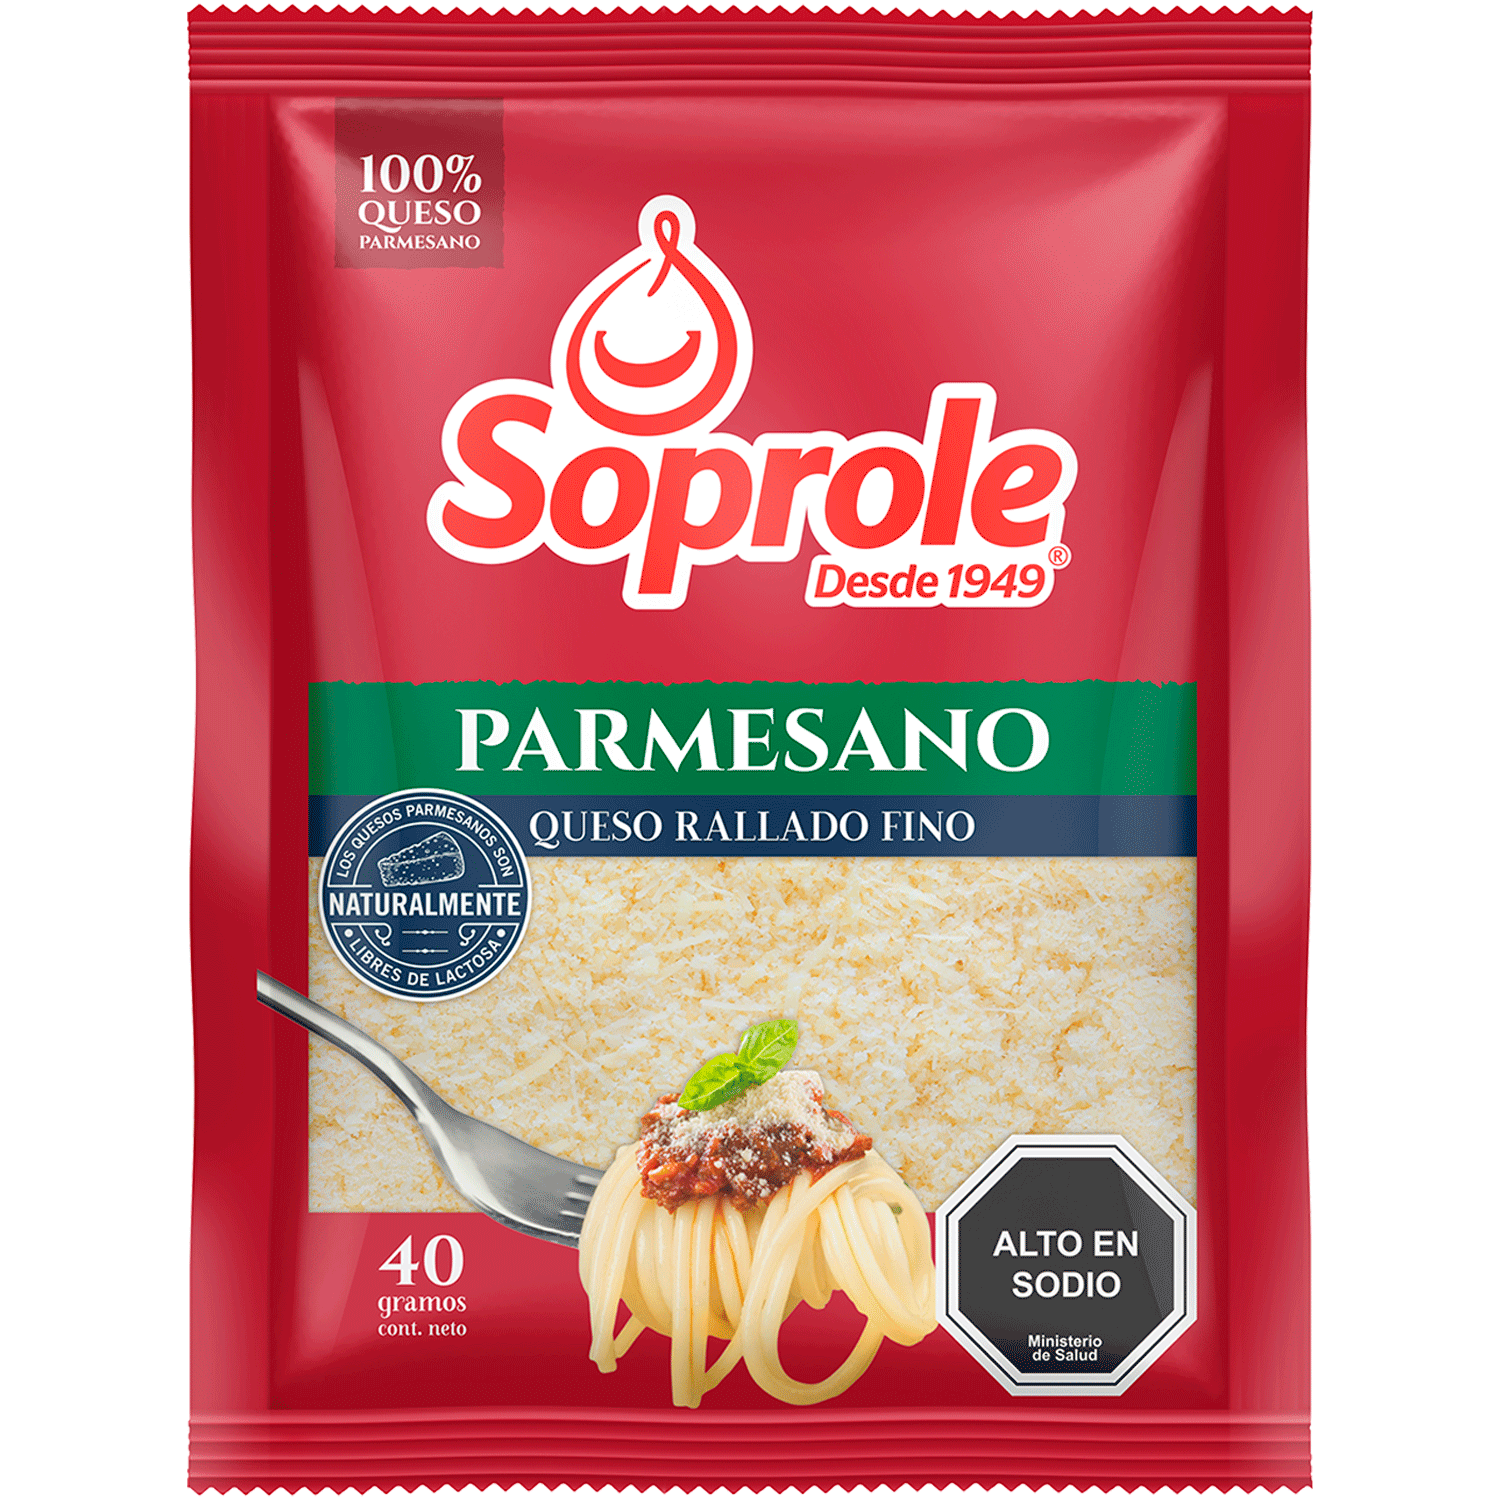 100%
QUESO
PARMESANO
Soprole®
Desde 1949
PARMESANO
QUESO RALLADO FINO
LOS QUESOS PARMESANOS SON
NATURALMENTE
LIBRES DE LACTOSA
40
gramos
cont. neto
ALTO EN
SODIO
Ministerio
de Salud